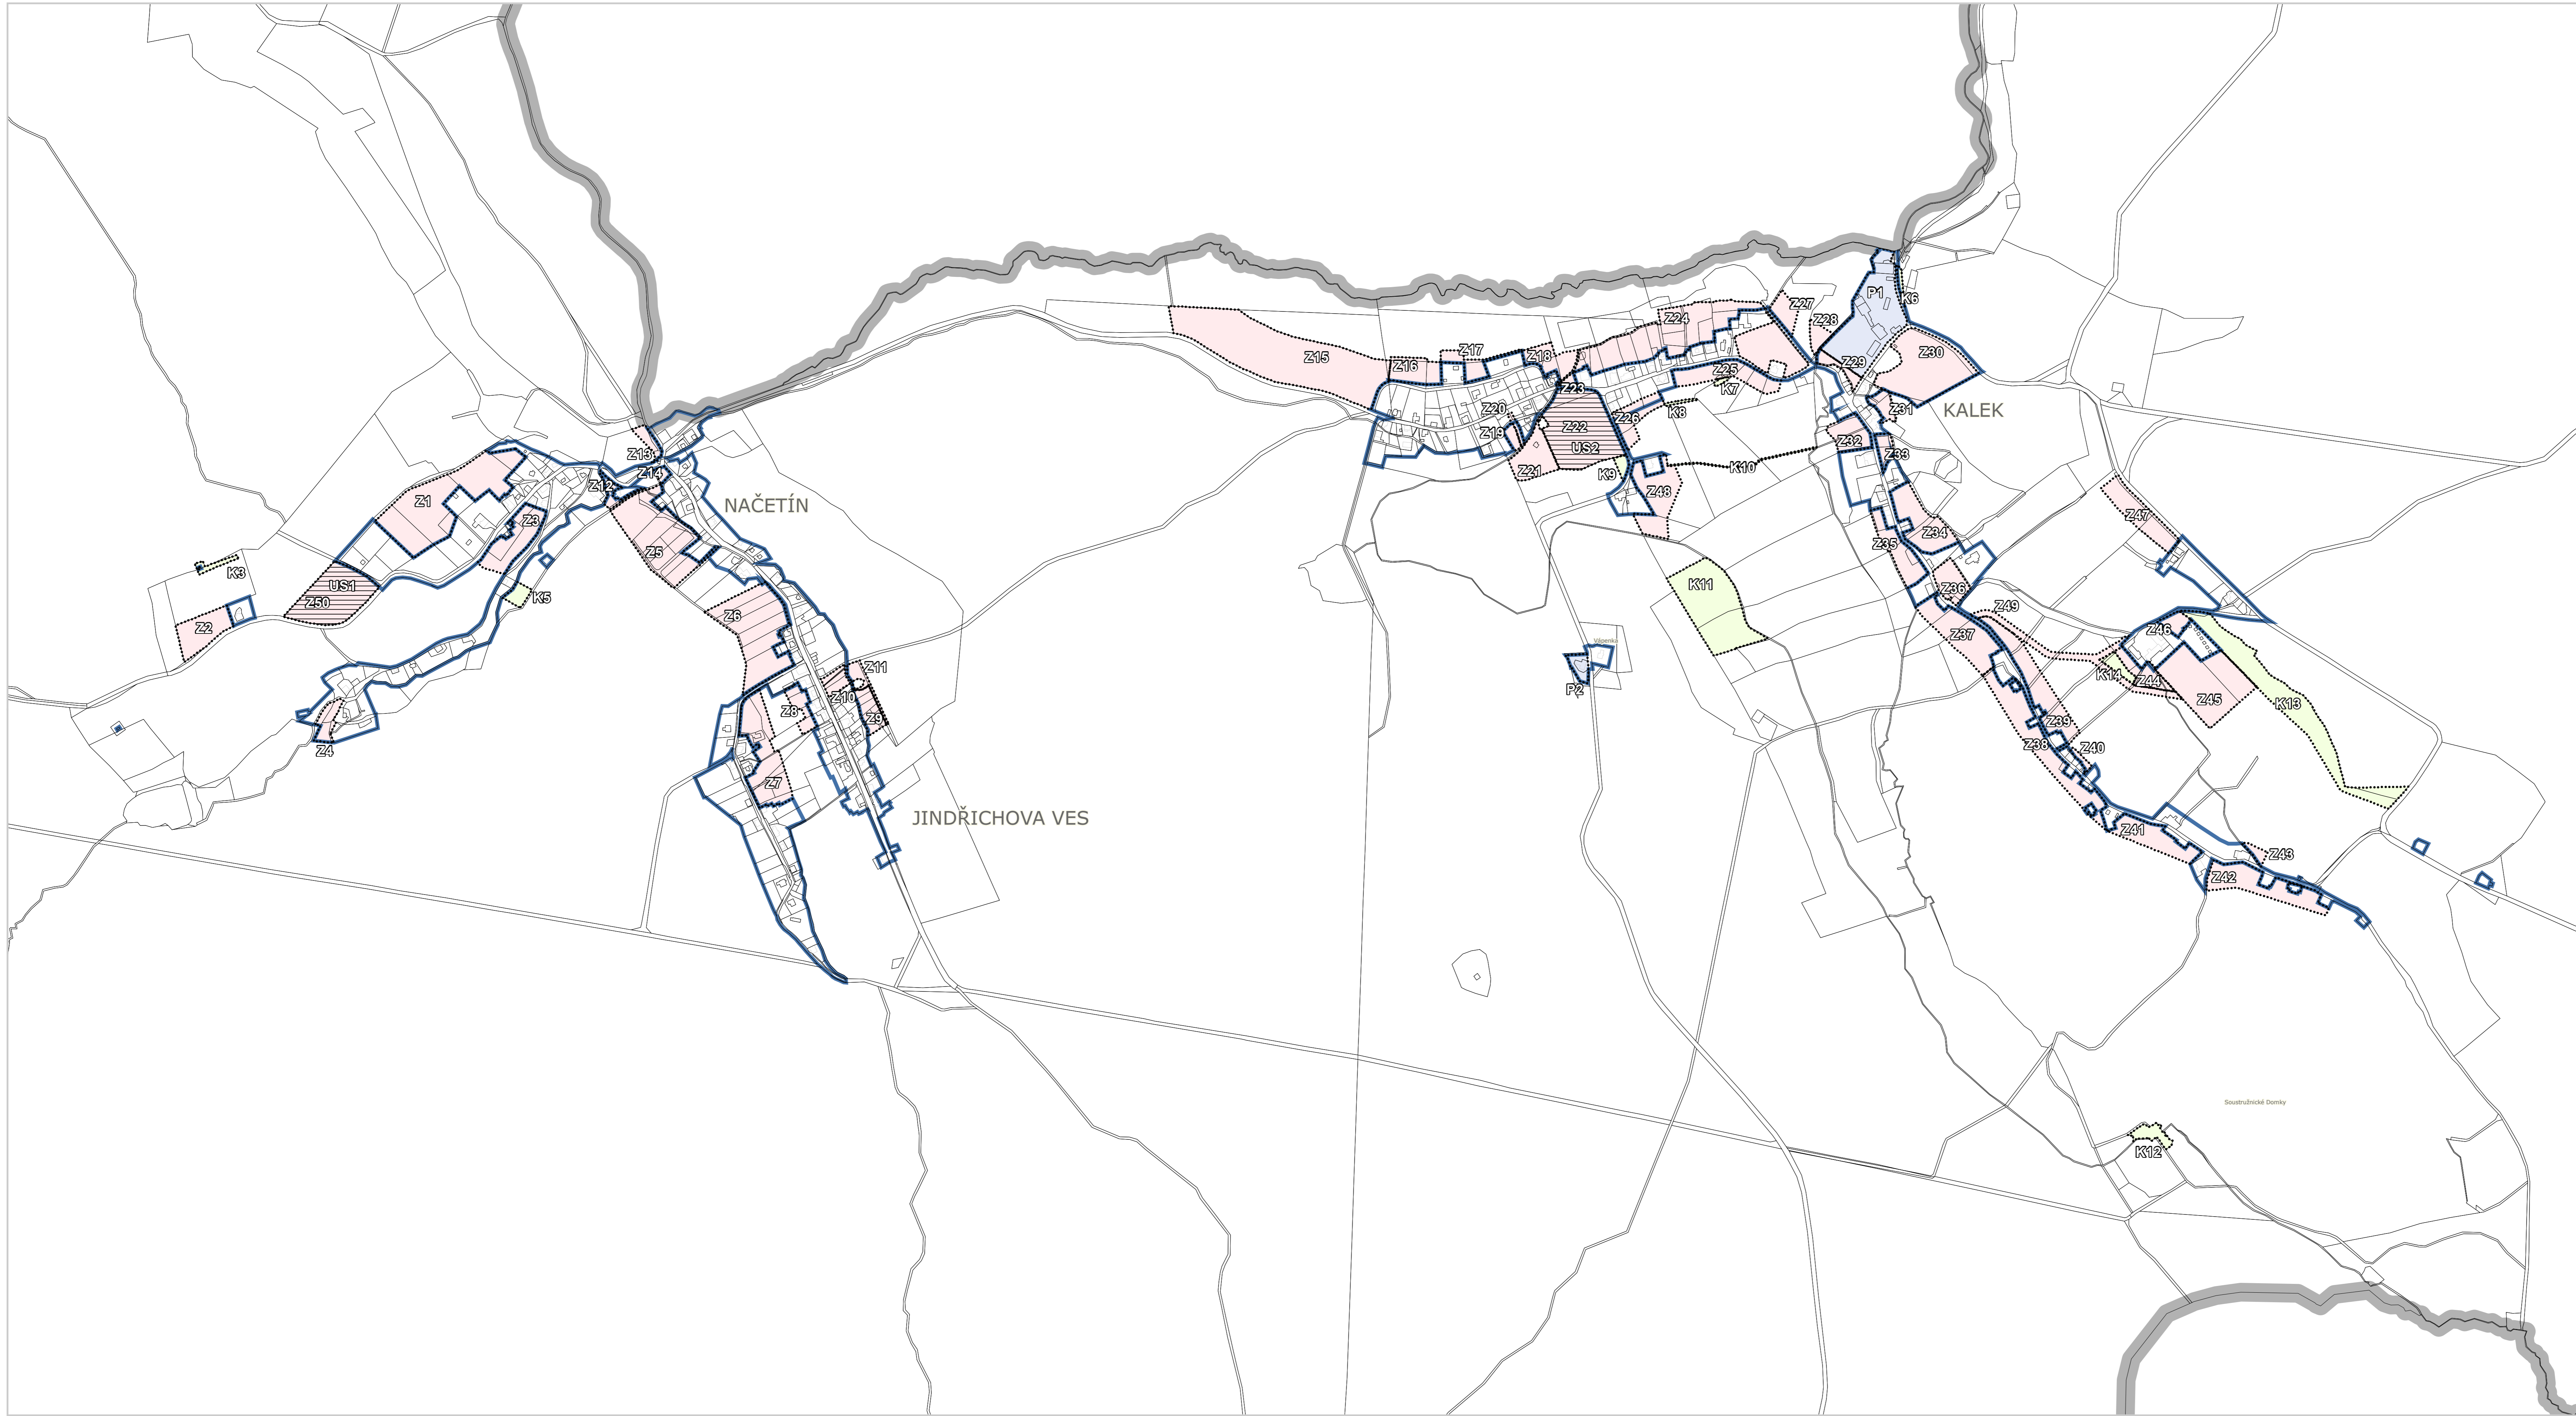 P1
K6
Z27
Z28
Z24
Z15
Z16
Z17
Z18
Z29
Z30
Z25
K7
Z23
Z20
K8
Z26
Z31
KALEK
Z22
Z19
US2
Z32
Z33
Z13
Z14
Z12
Z21
K9
K10
Z1
Z3
NAČETÍN
Z48
Z47
Z34
Z35
Z5
K3
US1
Z50
K5
K11
Z36
Z49
Z2
Z6
Z37
Z46
Vápenka
Z11
K14
Z44
P2
Z10
Z8
Z9
Z45
K13
Z4
Z39
Z38
Z40
Z7
JINDŘICHOVA VES
Z41
Z43
Z42
Soustružnické Domky
K12